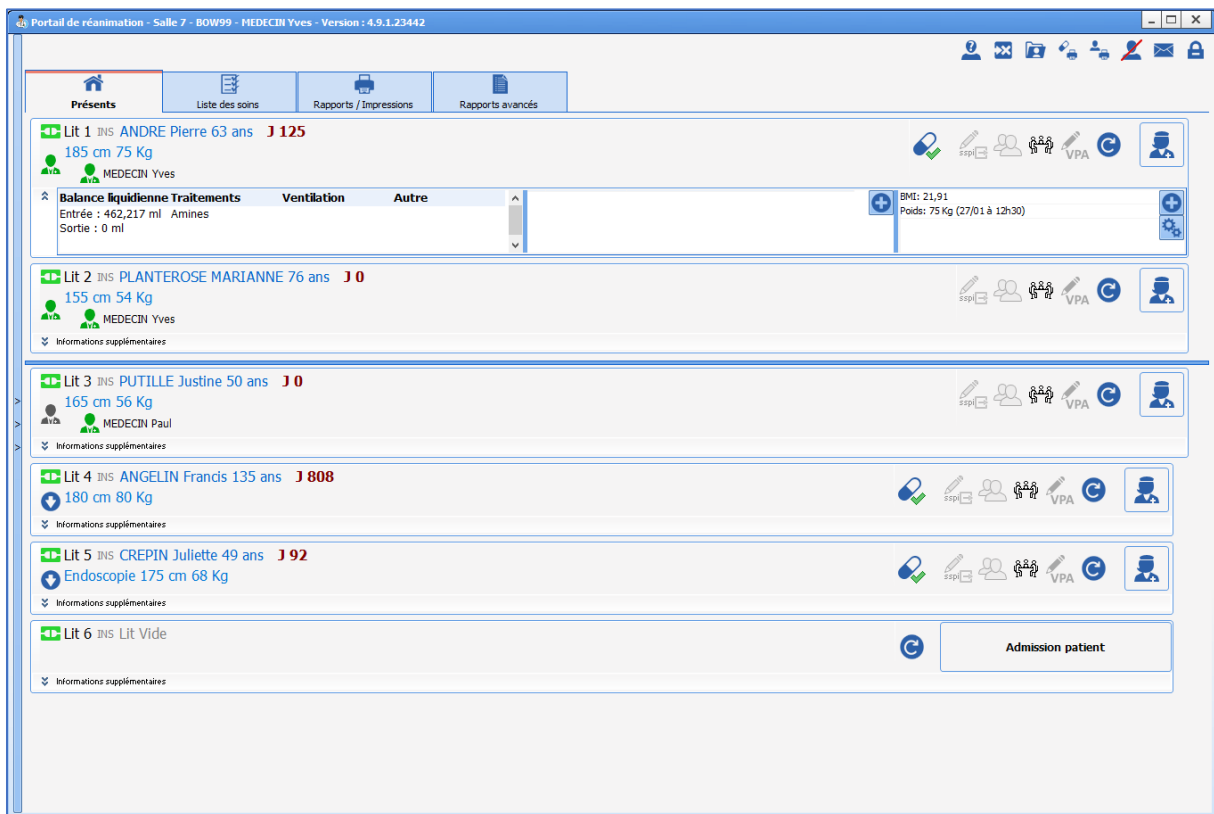 Portail de réanimation - Salle 7 - BOW99 - MEDECIN Yves - Version : 4.9.1.23442
Présents Liste des soins Rapports / Impressions Rapports avancés
Lit 1 INS ANDRE Pierre 63 ans J 125
185 cm 75 Kg
MEDECIN Yves
sspi VPA
Balance liquidienne Traitements Ventilation Autre
Entrée : 462,217 ml Amines
Sortie : 0 ml
BMI: 21,91
Poids: 75 Kg (27/01 à 12h30)
Lit 2 INS PLANTEROSE MARIANNE 76 ans J 0
155 cm 54 Kg
MEDECIN Yves
sspi VPA
Informations supplémentaires
Lit 3 INS PUTILLE Justine 50 ans J 0
165 cm 56 Kg
MEDECIN Paul
sspi VPA
Informations supplémentaires
Lit 4 INS ANGELIN Francis 135 ans J 808
180 cm 80 Kg
sspi VPA
Informations supplémentaires
Lit 5 INS CREPIN Juliette 49 ans J 92
Endoscopie 175 cm 68 Kg
sspi VPA
Informations supplémentaires
Lit 6 INS Lit Vide
Admission patient
Informations supplémentaires